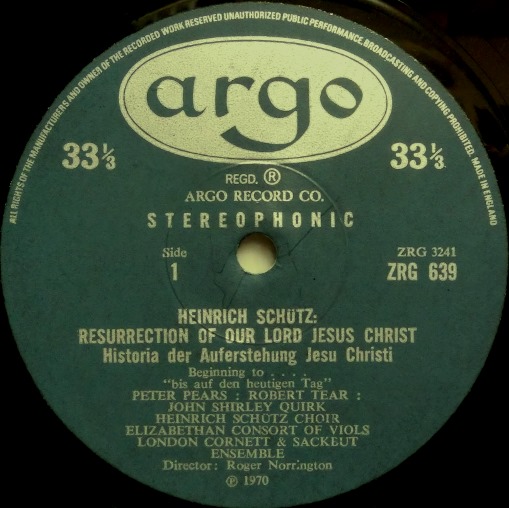 ALL RIGHTS OF THE MANUFACTURERS AND OWNER OF THE RECORDED WORK RESERVED UNAUTHORIZED PUBLIC PERFORMANCE, BROADCASTING AND COPYING PROHIBITED. MADE IN ENGLAND
argo
33⅓ 33⅓
REGD. ®
ARGO RECORD CO.
STEREOPHONIC
Side ZRG 3241
1 ZRG 639
HEINRICH SCHÜTZ:
RESURRECTION OF OUR LORD JESUS CHRIST
Historia der Auferstehung Jesu Christi
Beginning to . . . .
"bis auf den heutigen Tag"
PETER PEARS : ROBERT TEAR :
JOHN SHIRLEY QUIRK
HEINRICH SCHUTZ CHOIR
ELIZABETHAN CONSORT OF VIOLS
LONDON CORNETT & SACKBUT
ENSEMBLE
Director: Roger Norrington
℗ 1970